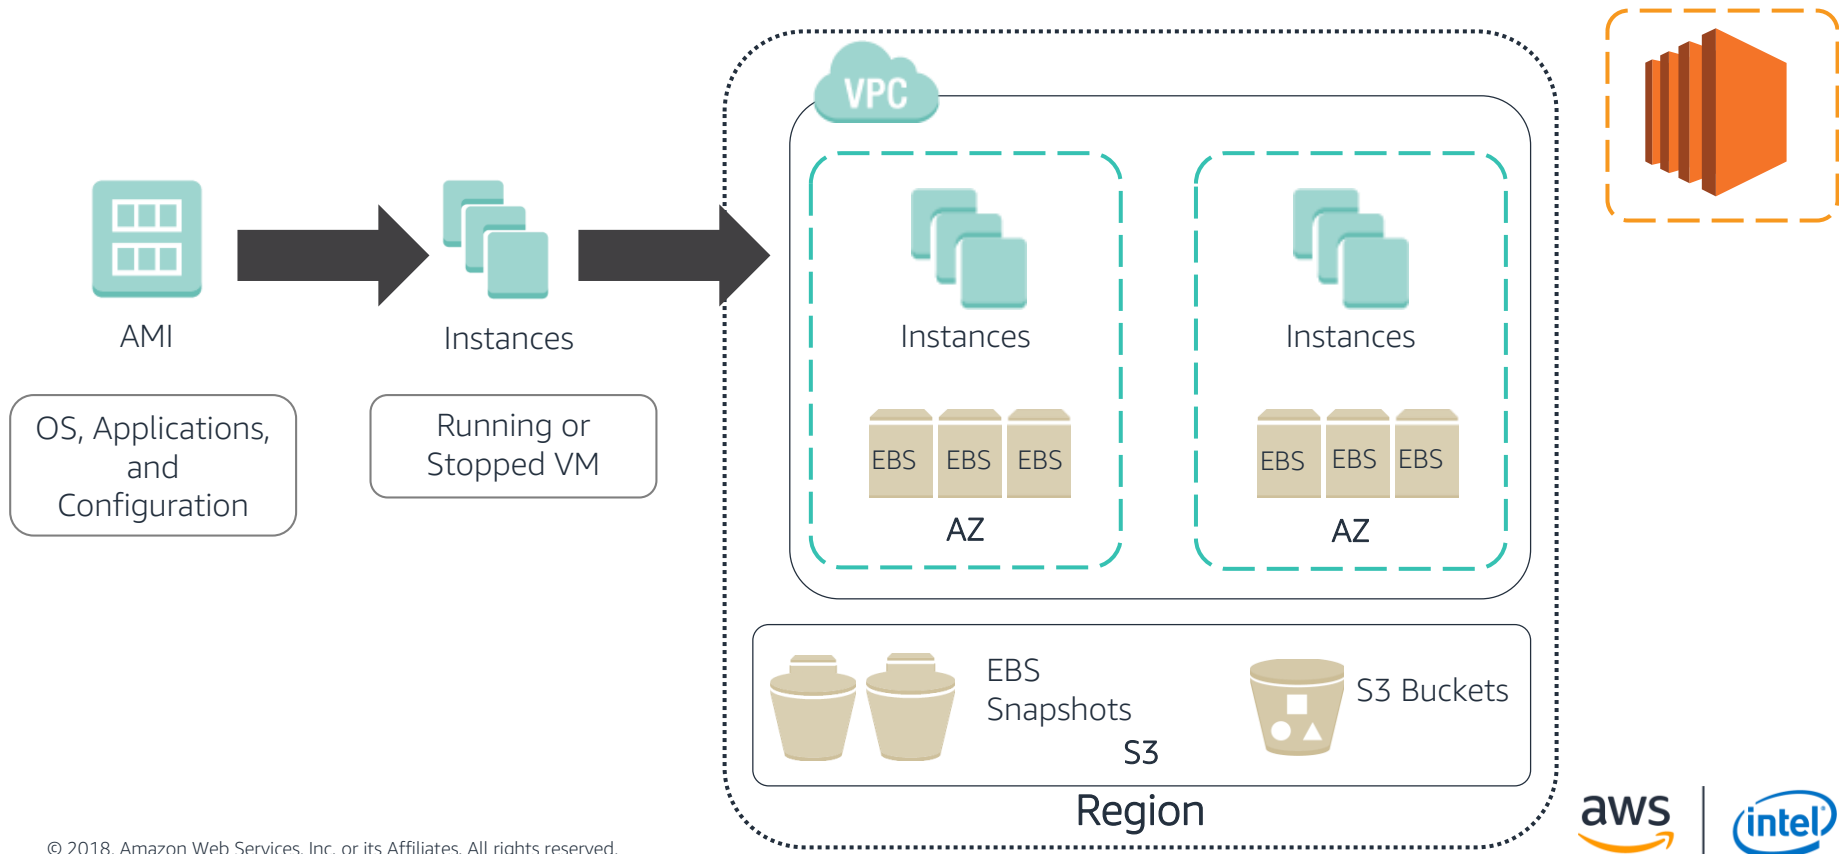 VPC
AMI
Instances
Instances
Instances
OS, Applications,
and
Configuration
Running or
Stopped VM
EBS
EBS
EBS
EBS
EBS
EBS
AZ
AZ
EBS
Snapshots
S3 Buckets
S3
Region
aws
intel
© 2018, Amazon Web Services, Inc. or its Affiliates. All rights reserved.